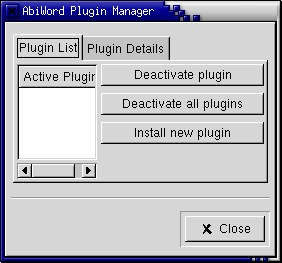 AbiWord Plugin Manager
Plugin List
Plugin Details
Active Plugin
Deactivate plugin
Deactivate all plugins
Install new plugin
Close